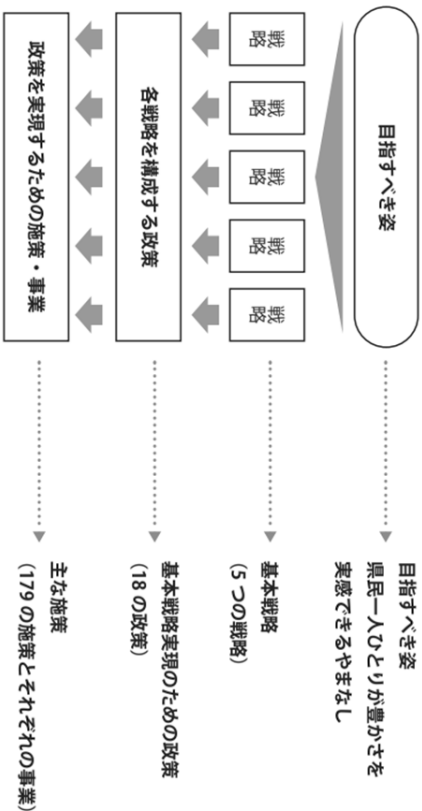 目指すべき姿
戦略
戦略
戦略
戦略
戦略
各戦略を構成する政策
政策を実現するための施策・事業
目指すべき姿
県民一人ひとりが豊かさを
実感できるやまなし
基本戦略
(5つの戦略)
基本戦略実現のための政策
(18の政策)
主な施策
(179の施策とそれぞれの事業)